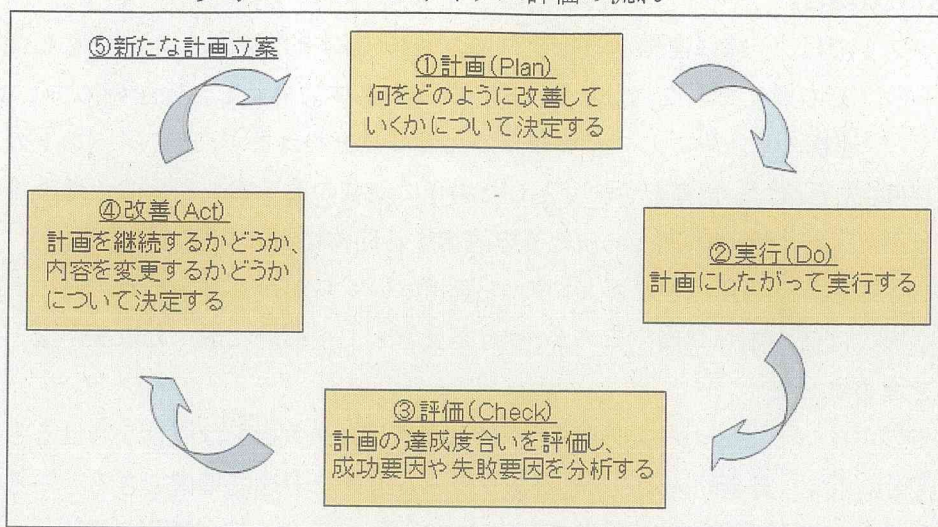 ⑤新たな計画立案
①計画(Plan)
何をどのように改善して
いくかについて決定する
②実行(Do)
計画にしたがって実行する
③評価(Check)
計画の達成度合いを評価し、
成功要因や失敗要因を分析する
④改善(Act)
計画を継続するかどうか、
内容を変更するかどうか
について決定する